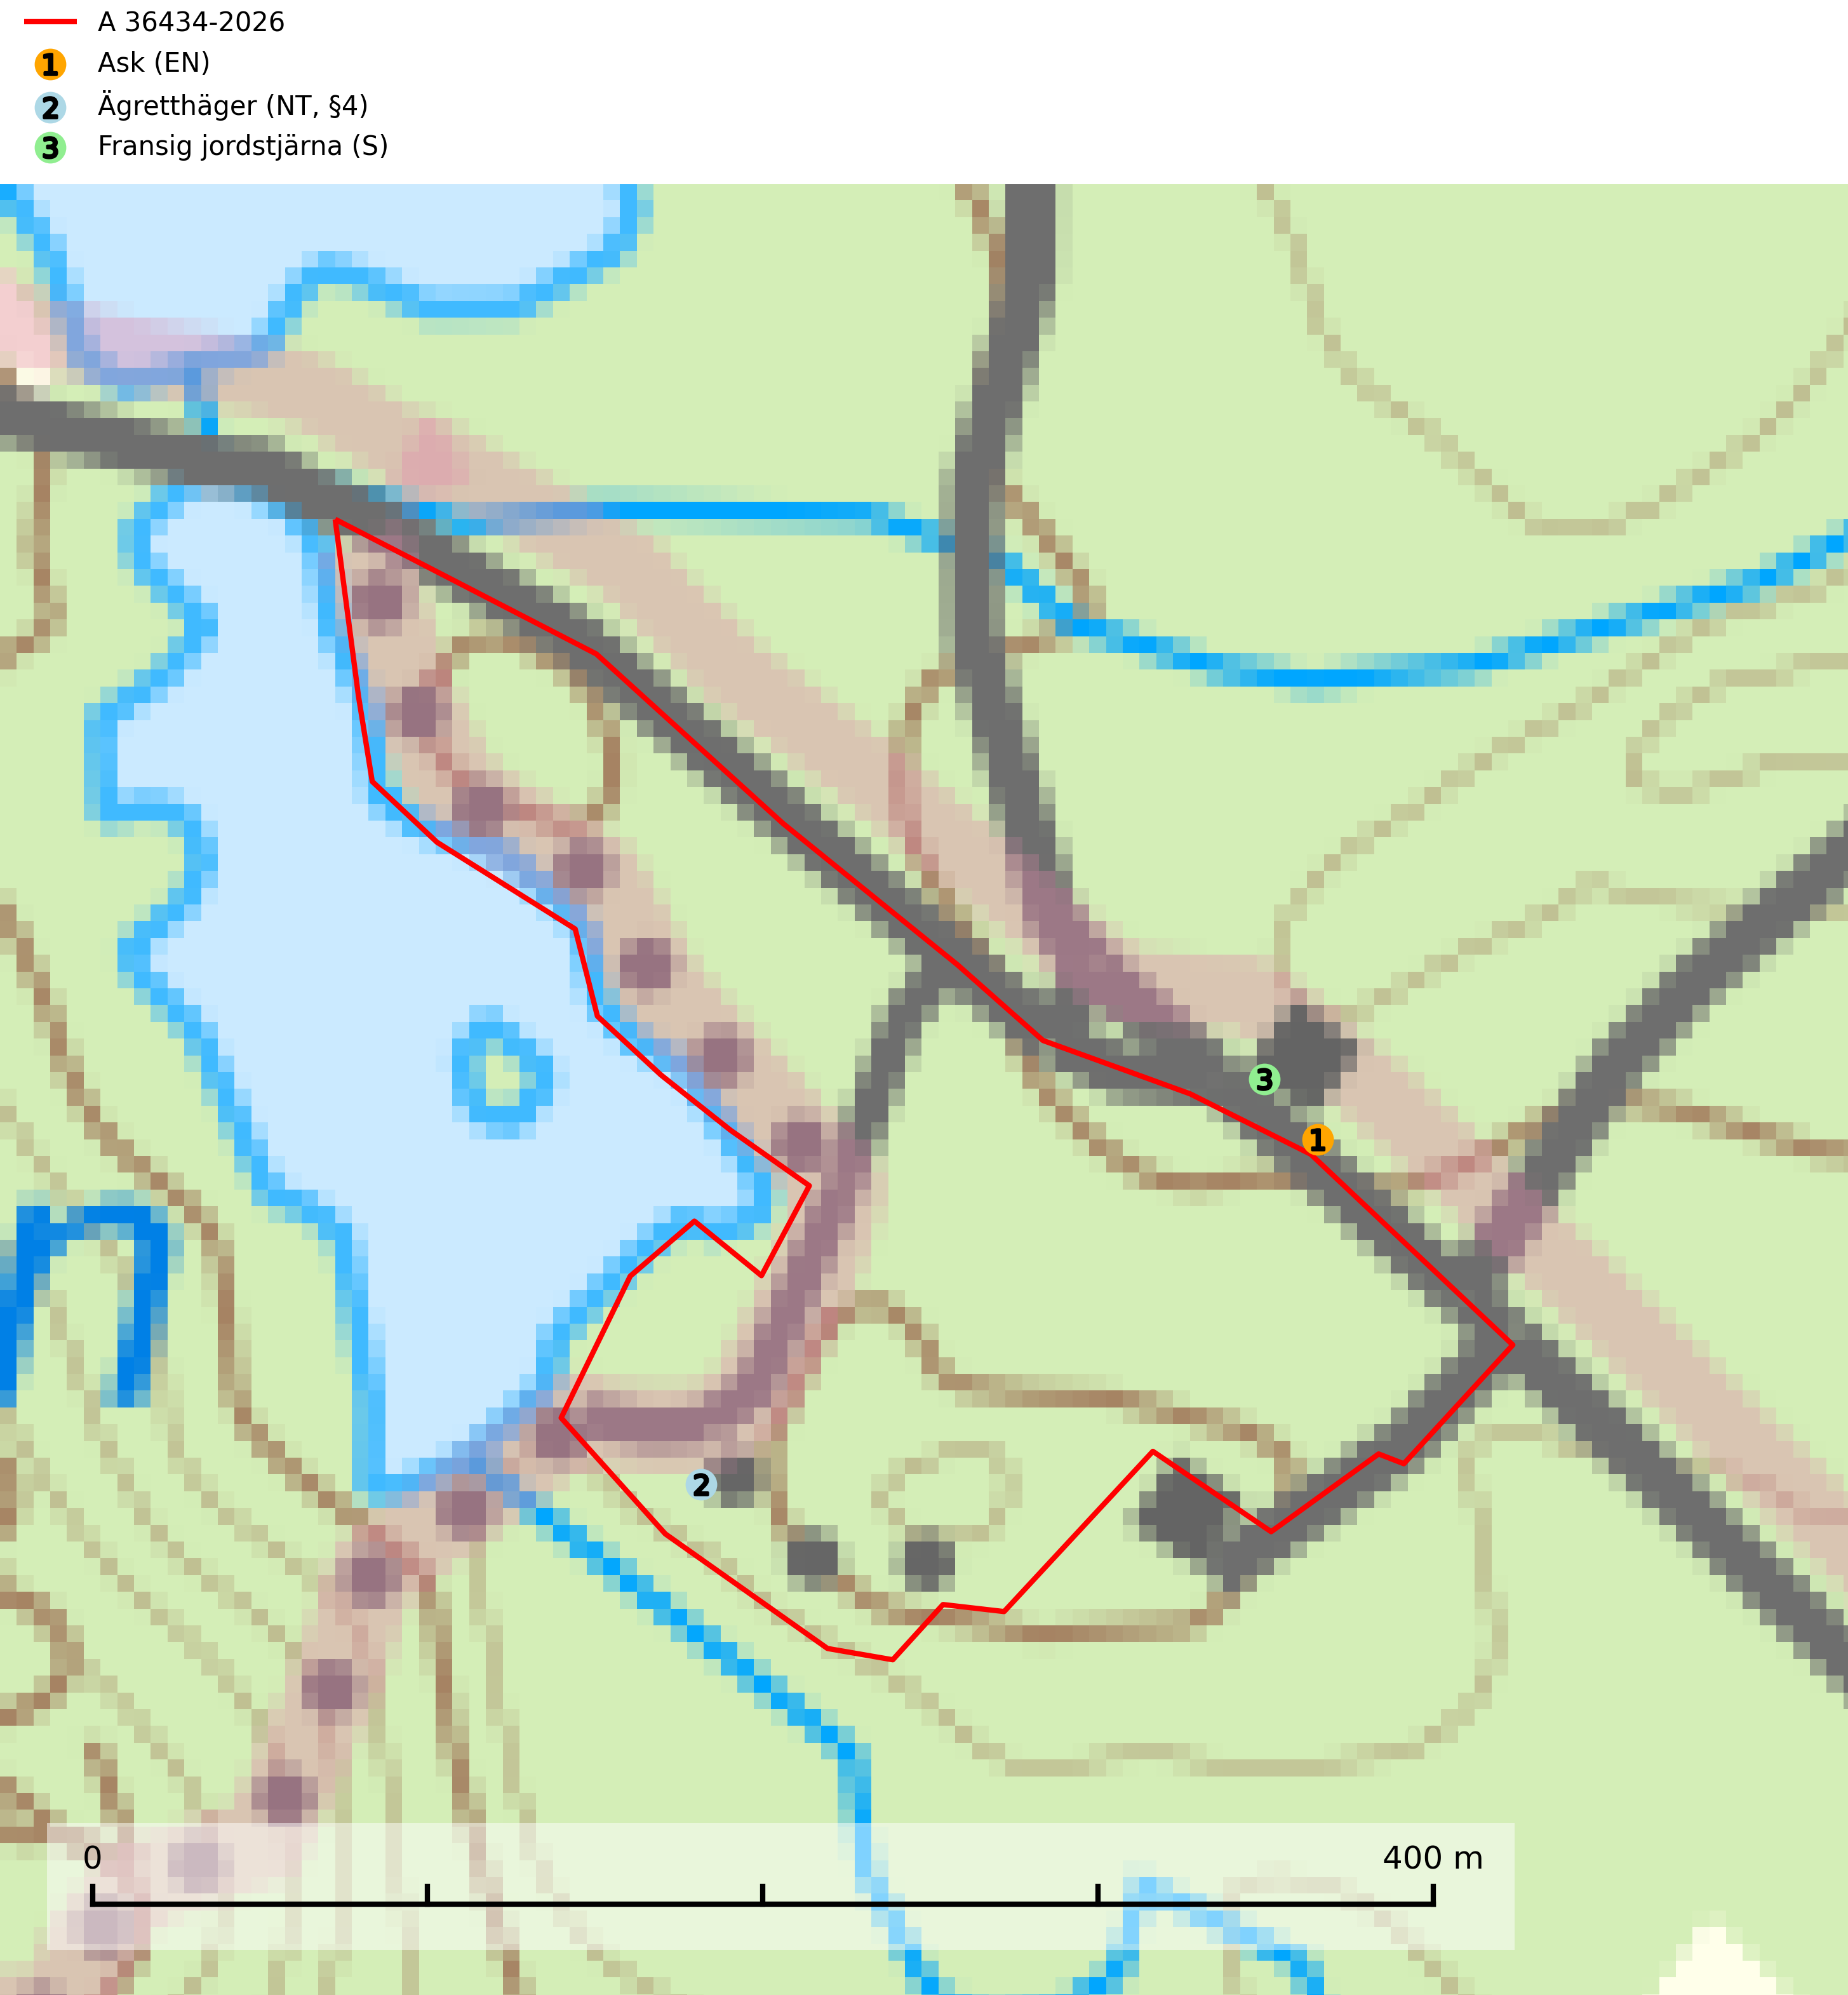 A 36434-2026
1 Ask (EN)
2 Ägretthäger (NT, §4)
3 Fransig jordstjärna (S)
3
1
2
0 400 m